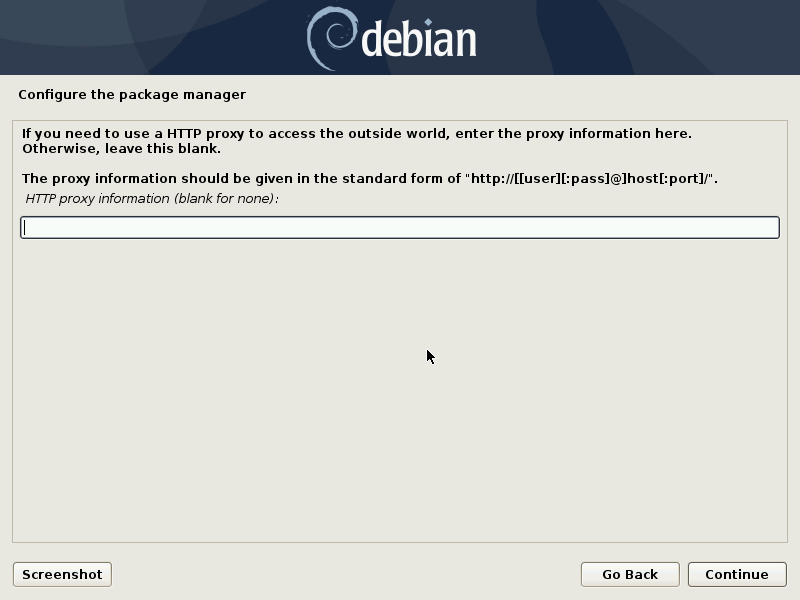 debian
Configure the package manager
If you need to use a HTTP proxy to access the outside world, enter the proxy information here.
Otherwise, leave this blank.
The proxy information should be given in the standard form of "http://[[user][:pass]@]host[:port]/".
HTTP proxy information (blank for none):
Screenshot
Go Back
Continue